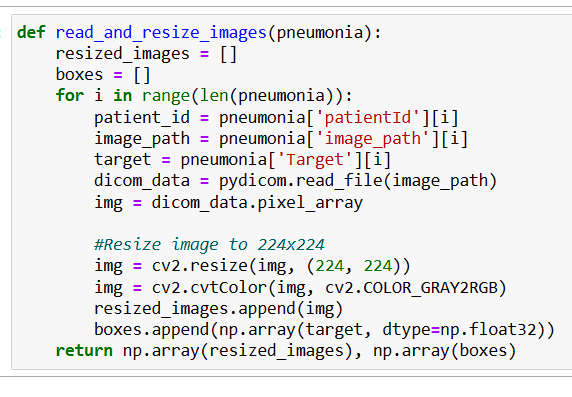 def read_and_resize_images(pneumonia):
    resized_images = []
    boxes = []
    for i in range(len(pneumonia)):
        patient_id = pneumonia['patientId'][i]
        image_path = pneumonia['image_path'][i]
        target = pneumonia['Target'][i]
        dicom_data = pydicom.read_file(image_path)
        img = dicom_data.pixel_array

        #Resize image to 224x224
        img = cv2.resize(img, (224, 224))
        img = cv2.cvtColor(img, cv2.COLOR_GRAY2RGB)
        resized_images.append(img)
        boxes.append(np.array(target, dtype=np.float32))
    return np.array(resized_images), np.array(boxes)